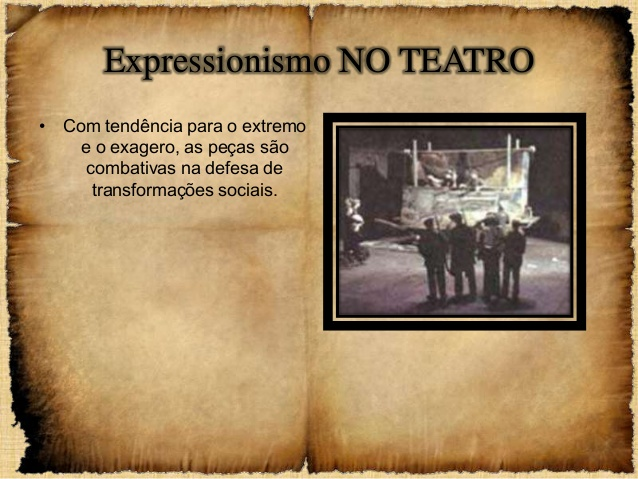 Expressionismo NO TEATRO
• Com tendência para o extremo
e o exagero, as peças são
combativas na defesa de
transformações sociais.